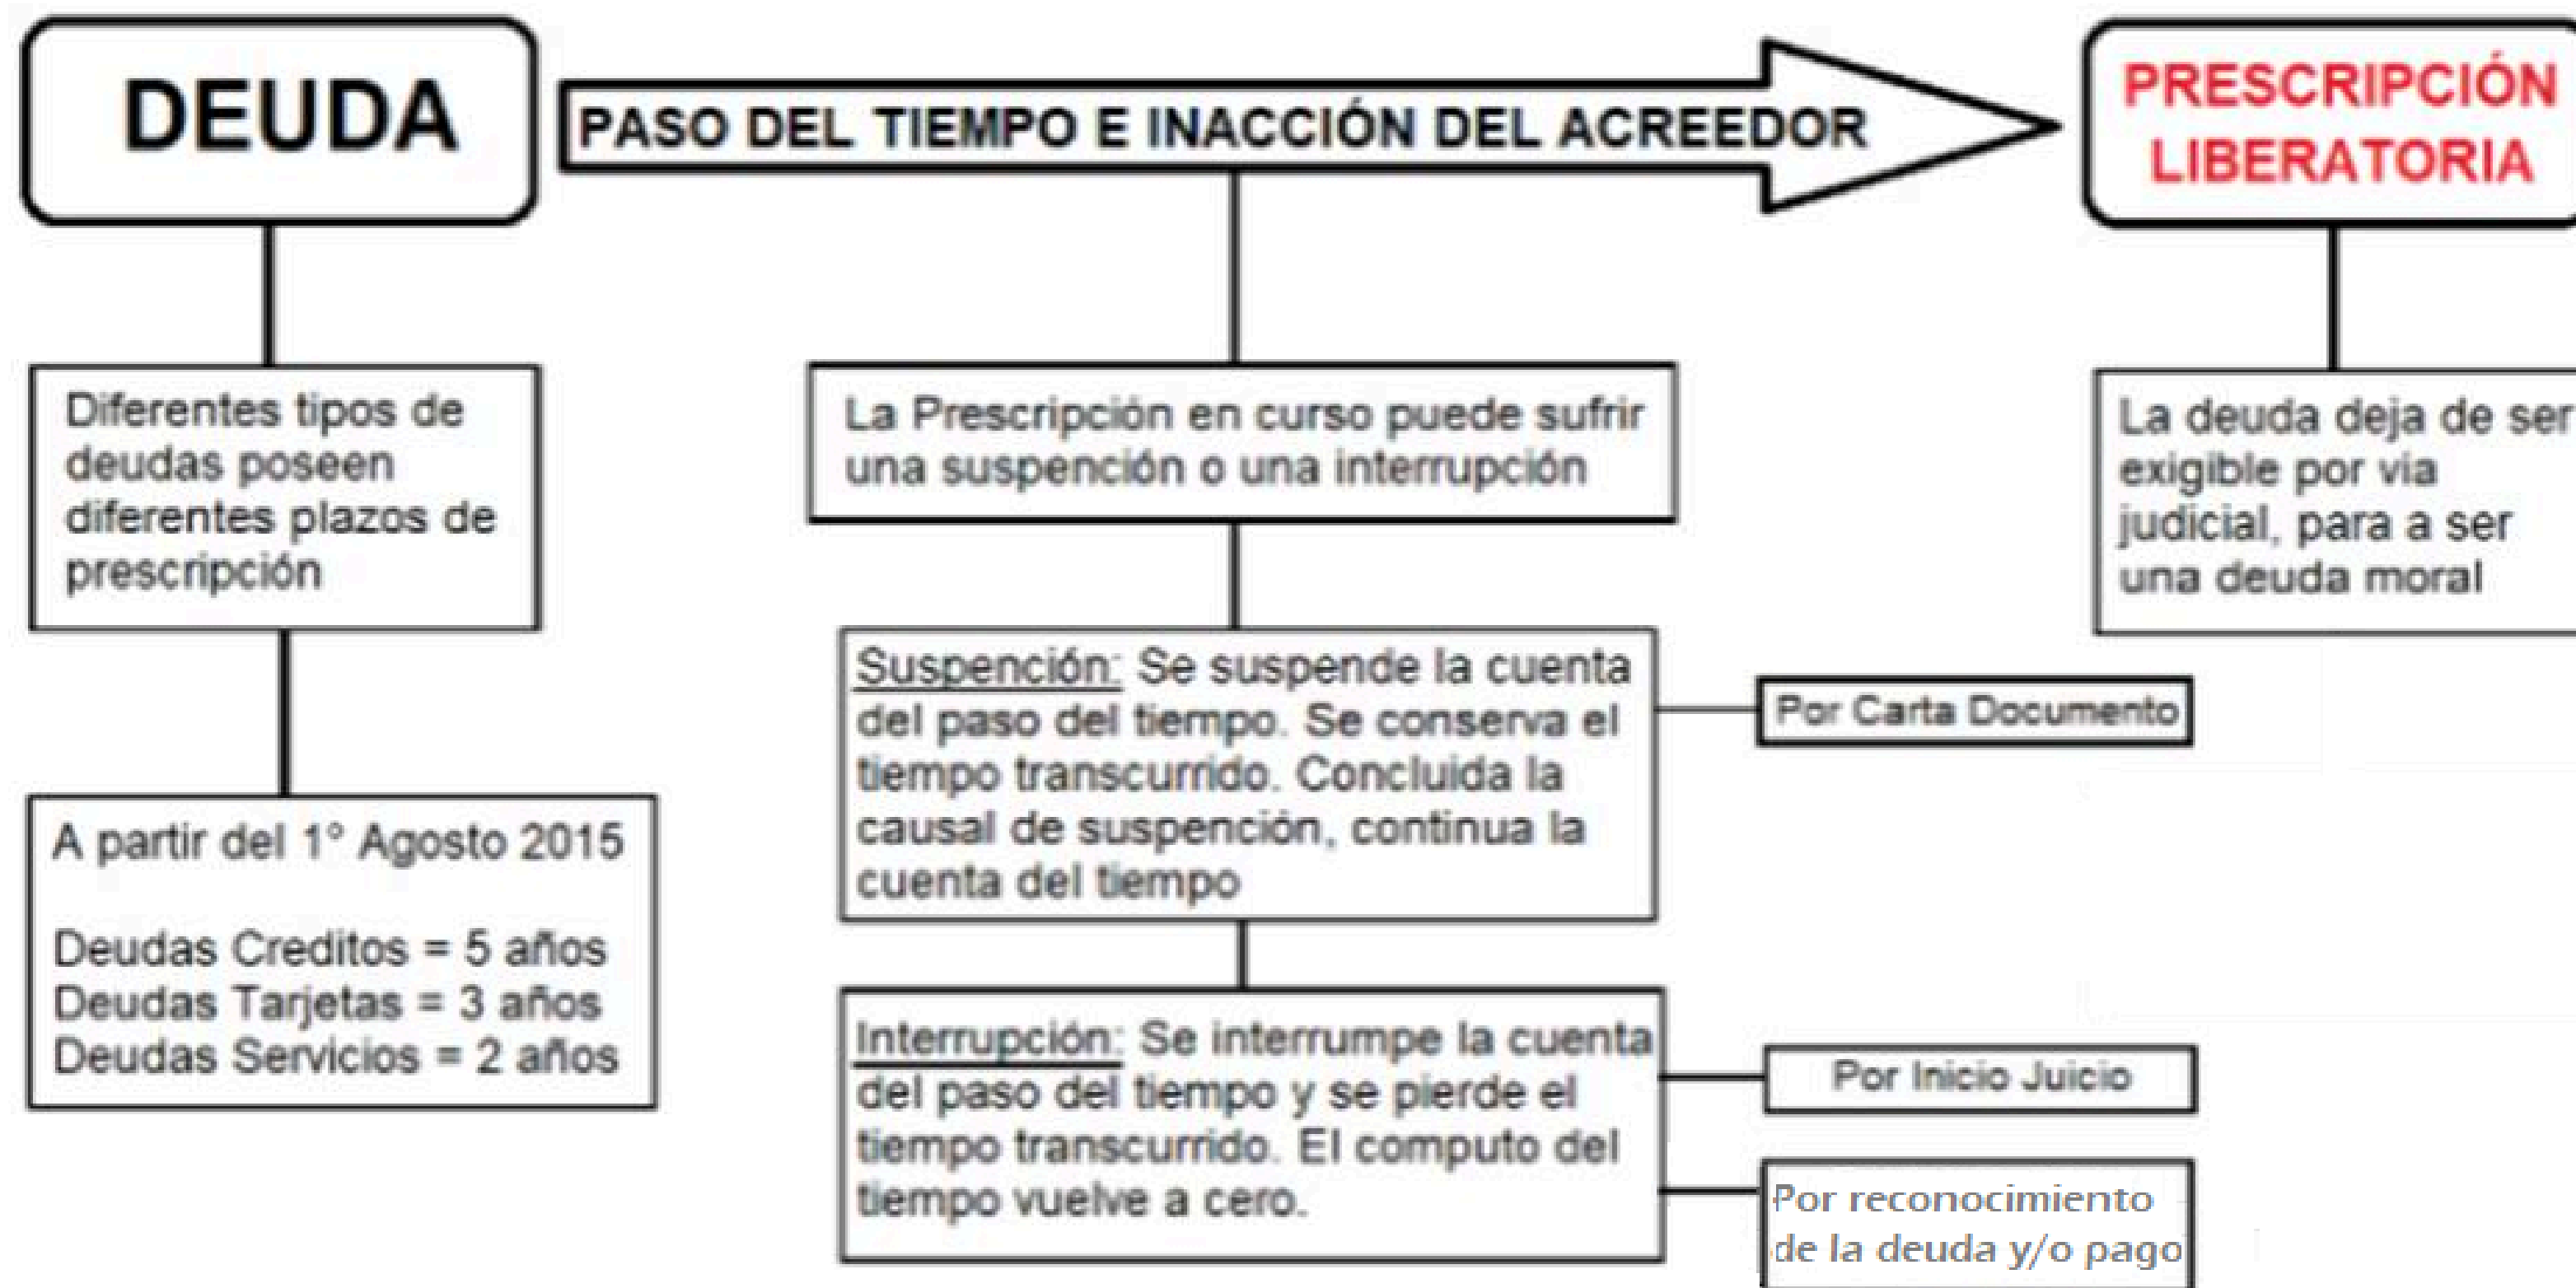 DEUDA
PASO DEL TIEMPO E INACCIÓN DEL ACREEDOR
PRESCRIPCIÓN
LIBERATORIA
Diferentes tipos de
deudas poseen
diferentes plazos de
prescripción
A partir del 1° Agosto 2015
Deudas Creditos = 5 años
Deudas Tarjetas = 3 años
Deudas Servicios = 2 años
La Prescripción en curso puede sufrir
una suspención o una interrupción
Suspención: Se suspende la cuenta
del paso del tiempo. Se conserva el
tiempo transcurrido. Concluida la
causal de suspención, continua la
cuenta del tiempo
Por Carta Documento
Interrupción: Se interrumpe la cuenta
del paso del tiempo y se pierde el
tiempo transcurrido. El computo del
tiempo vuelve a cero.
Por Inicio Juicio
Por reconocimiento
de la deuda y/o pago
La deuda deja de ser
exigible por via
judicial, para a ser
una deuda moral